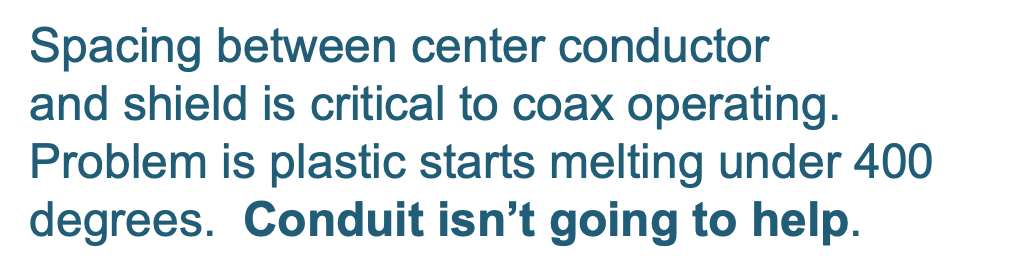 Spacing between center conductor
and shield is critical to coax operating.
Problem is plastic starts melting under 400
degrees.  Conduit isn’t going to help.